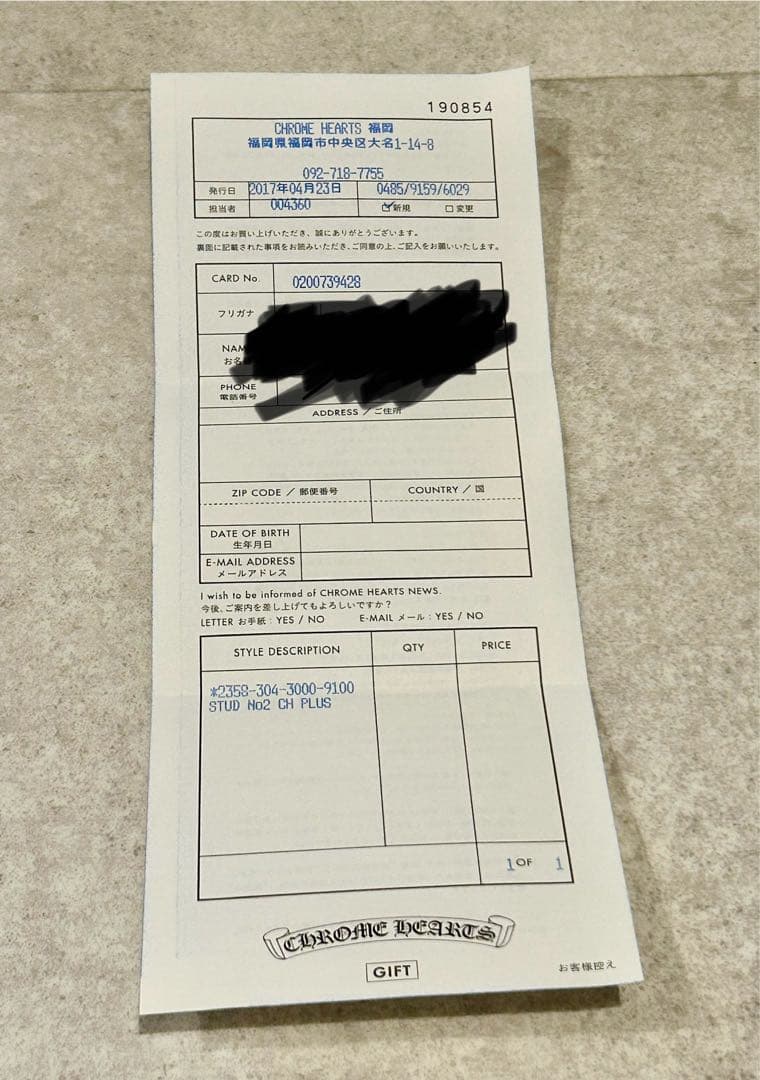 190854
CHROME HEARTS 福岡
福岡県福岡市中央区大名1-14-8
092-718-7755
発行日 2017年04月23日 0485/9159/6029
担当者 004360 ☑新規 □変更
この度はお買い上げいただき、誠にありがとうございます。
裏面に記載された事項をお読みいただき、ご同意の上、ご記入をお願いいたします。
CARD No. 0200739428
フリガナ
お名
PHONE
電話番号
ADDRESS / ご住所
ZIP CODE / 郵便番号 COUNTRY / 国
DATE OF BIRTH
生年月日
E-MAIL ADDRESS
メールアドレス
I wish to be informed of CHROME HEARTS NEWS.
今後、ご案内を差し上げてもよろしいですか?
LETTER お手紙 : YES / NO E-MAIL メール : YES / NO
STYLE DESCRIPTION QTY PRICE
*2358-304-3000-9100
STUD No2 CH PLUS
1 OF 1
CHROME HEARTS
GIFT
お客様控え